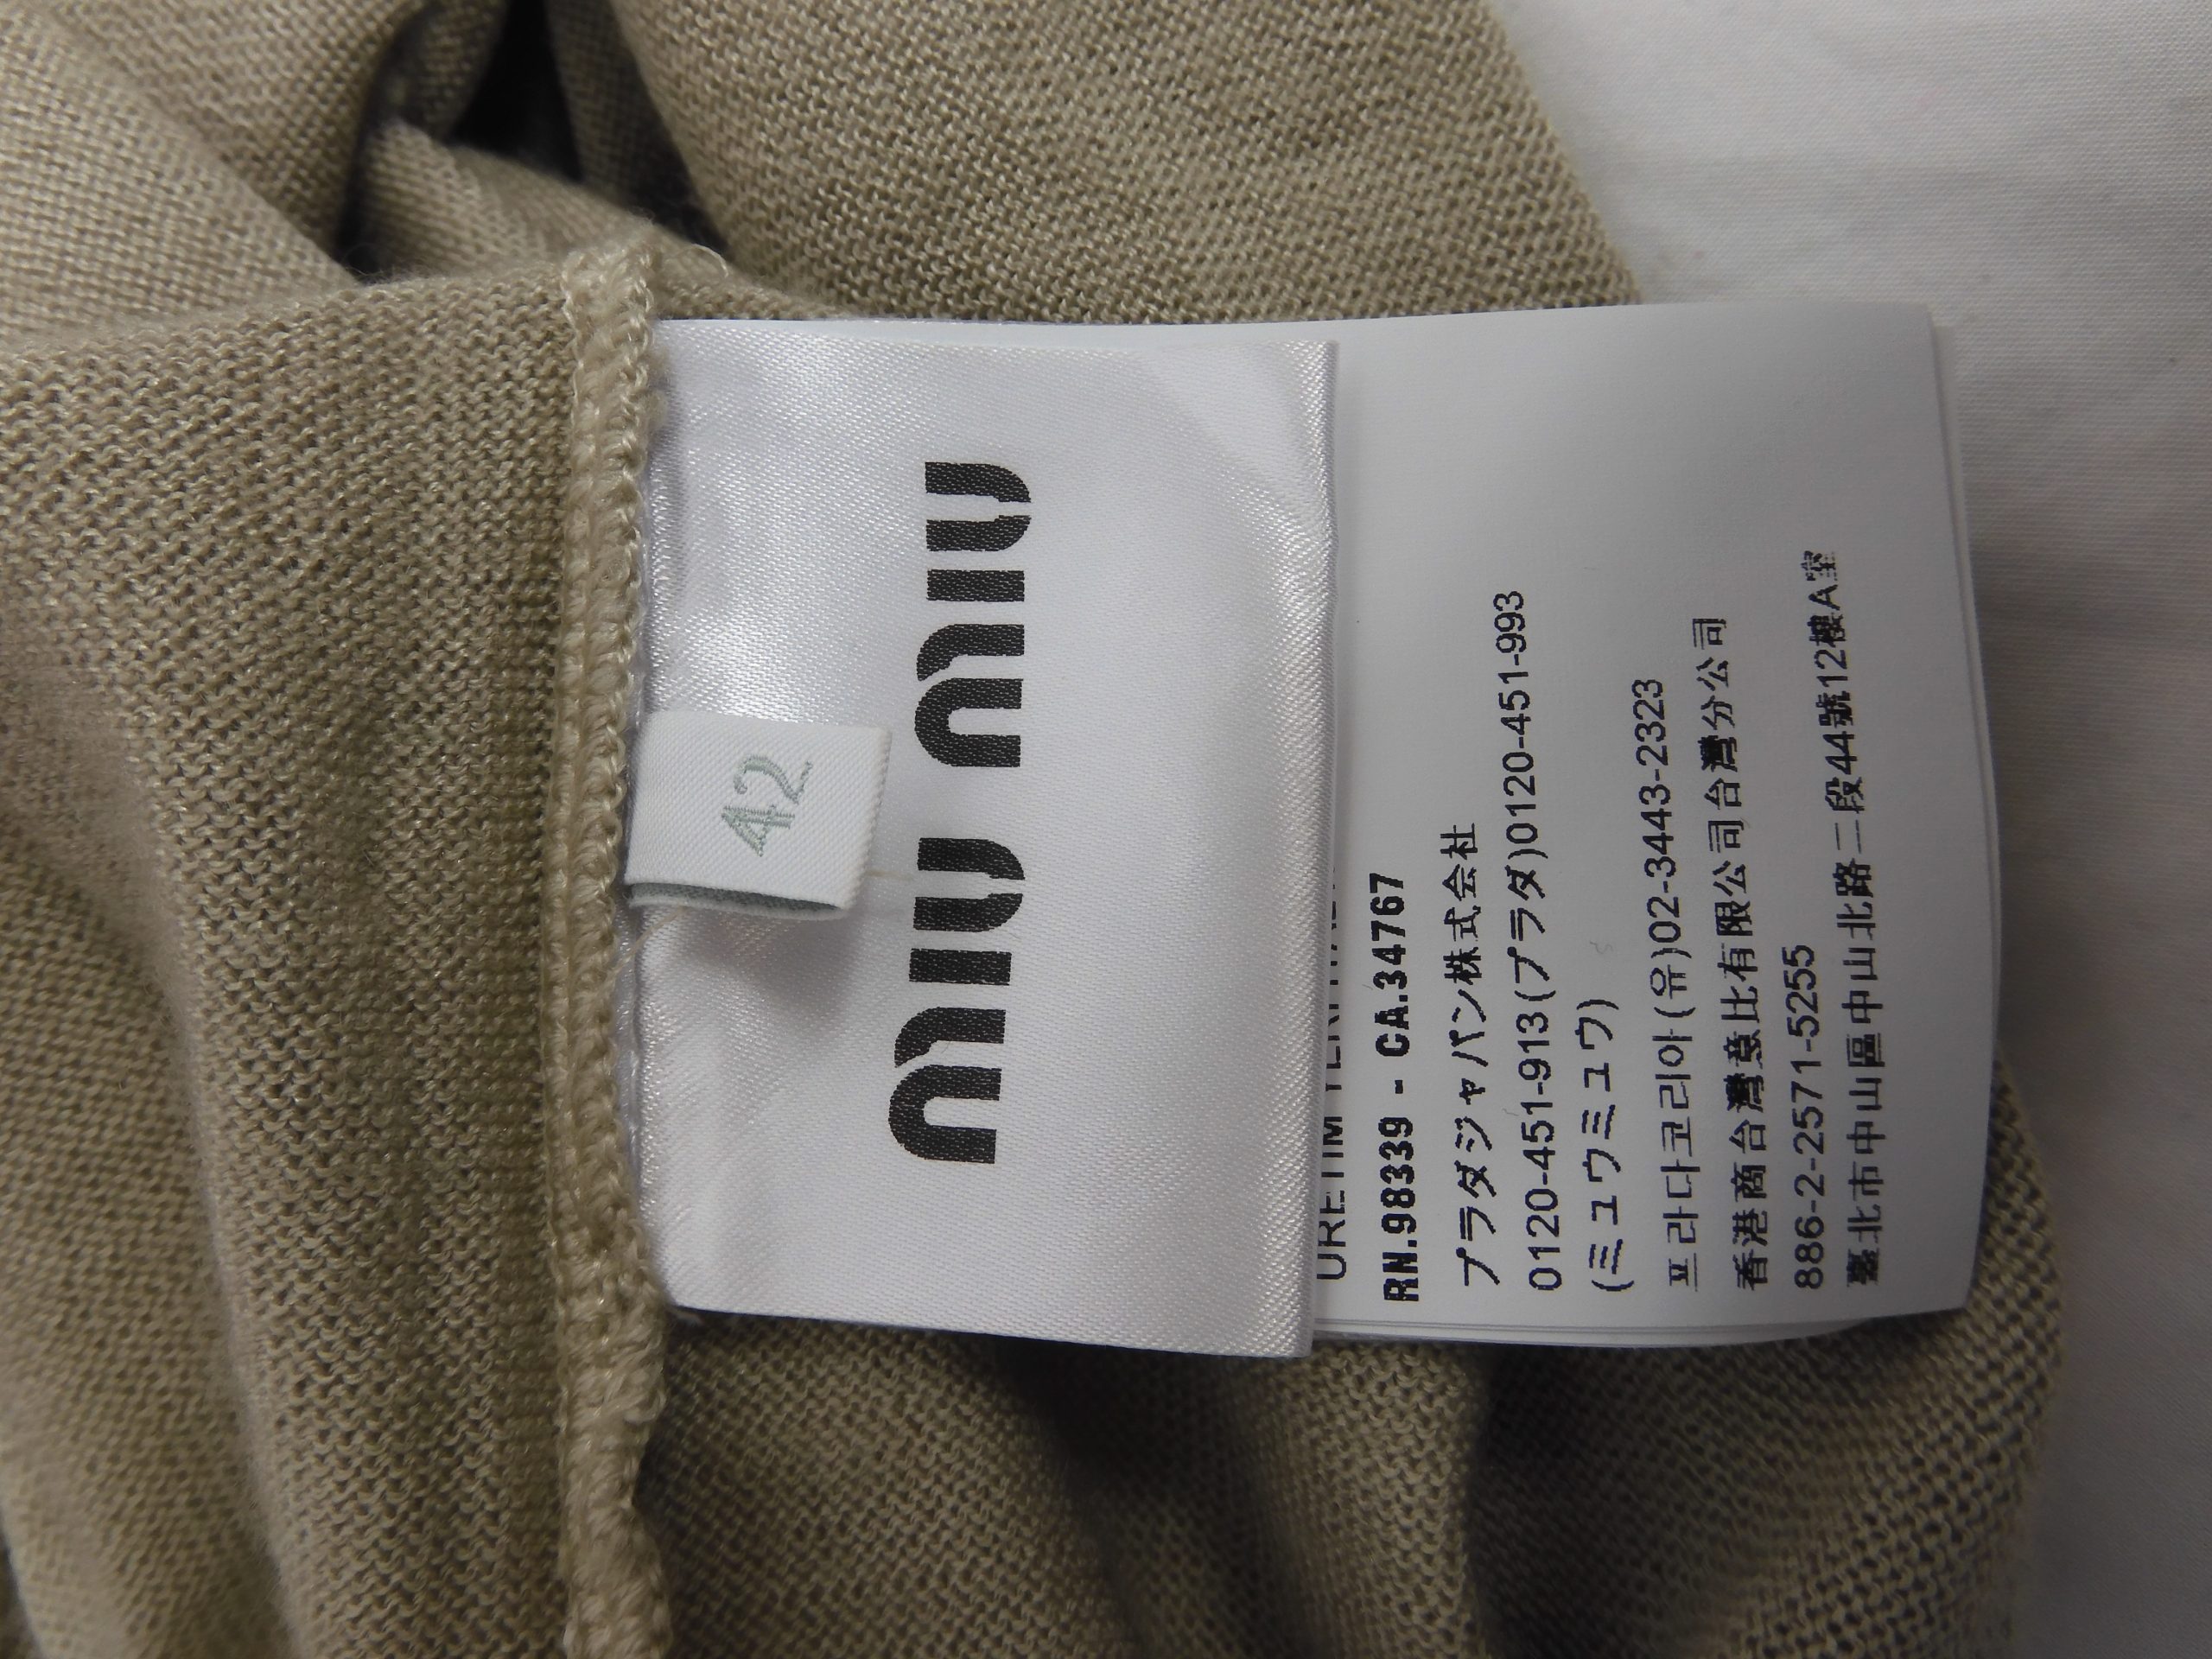 42
miu miu
RN.98339 - CA.34767
プラダジャパン株式会社
0120-451-913(プラダ)0120-451-993
(ミュウミュウ)
프라다코리아(유)02-3443-2323
香港商台灣意比有限公司台灣分公司
886-2-2571-5255
臺北市中山區中山北路二段44號12樓A室